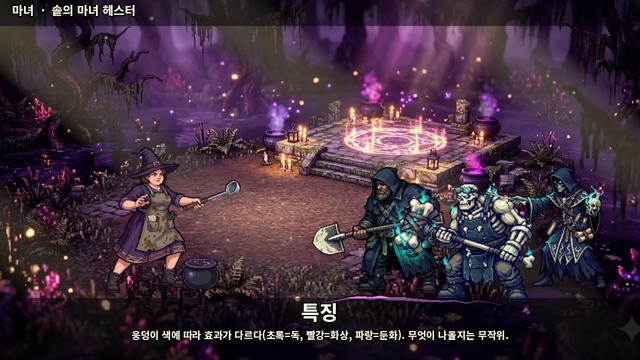 마녀 · 솥의 마녀 헤스터
특징
웅덩이 색에 따라 효과가 다르다(초록=독, 빨강=화상, 파랑=둔화). 무엇이 나올지는 무작위.